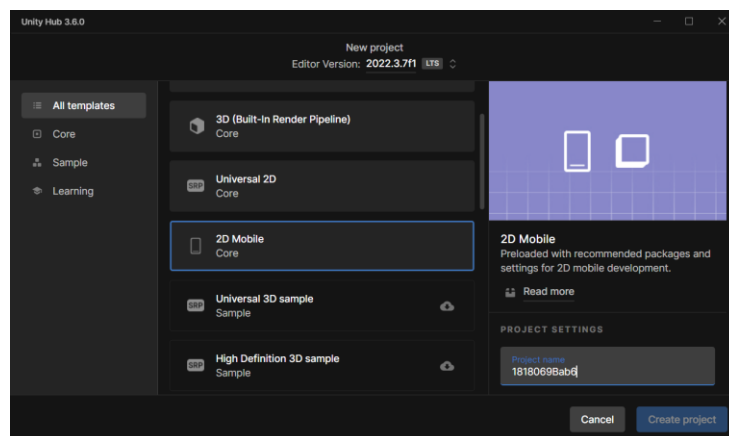 Unity Hub 3.6.0
New project
Editor Version: 2022.3.7f1 LTS
All templates
Core
Sample
Learning
3D (Built-In Render Pipeline)
Core
SRP
Universal 2D
Core
2D Mobile
Core
SRP
Universal 3D sample
Sample
SRP
High Definition 3D sample
Sample
2D Mobile
Preloaded with recommended packages and
settings for 2D mobile development.
Read more
PROJECT SETTINGS
Project name
1818069Bab6
Cancel
Create project